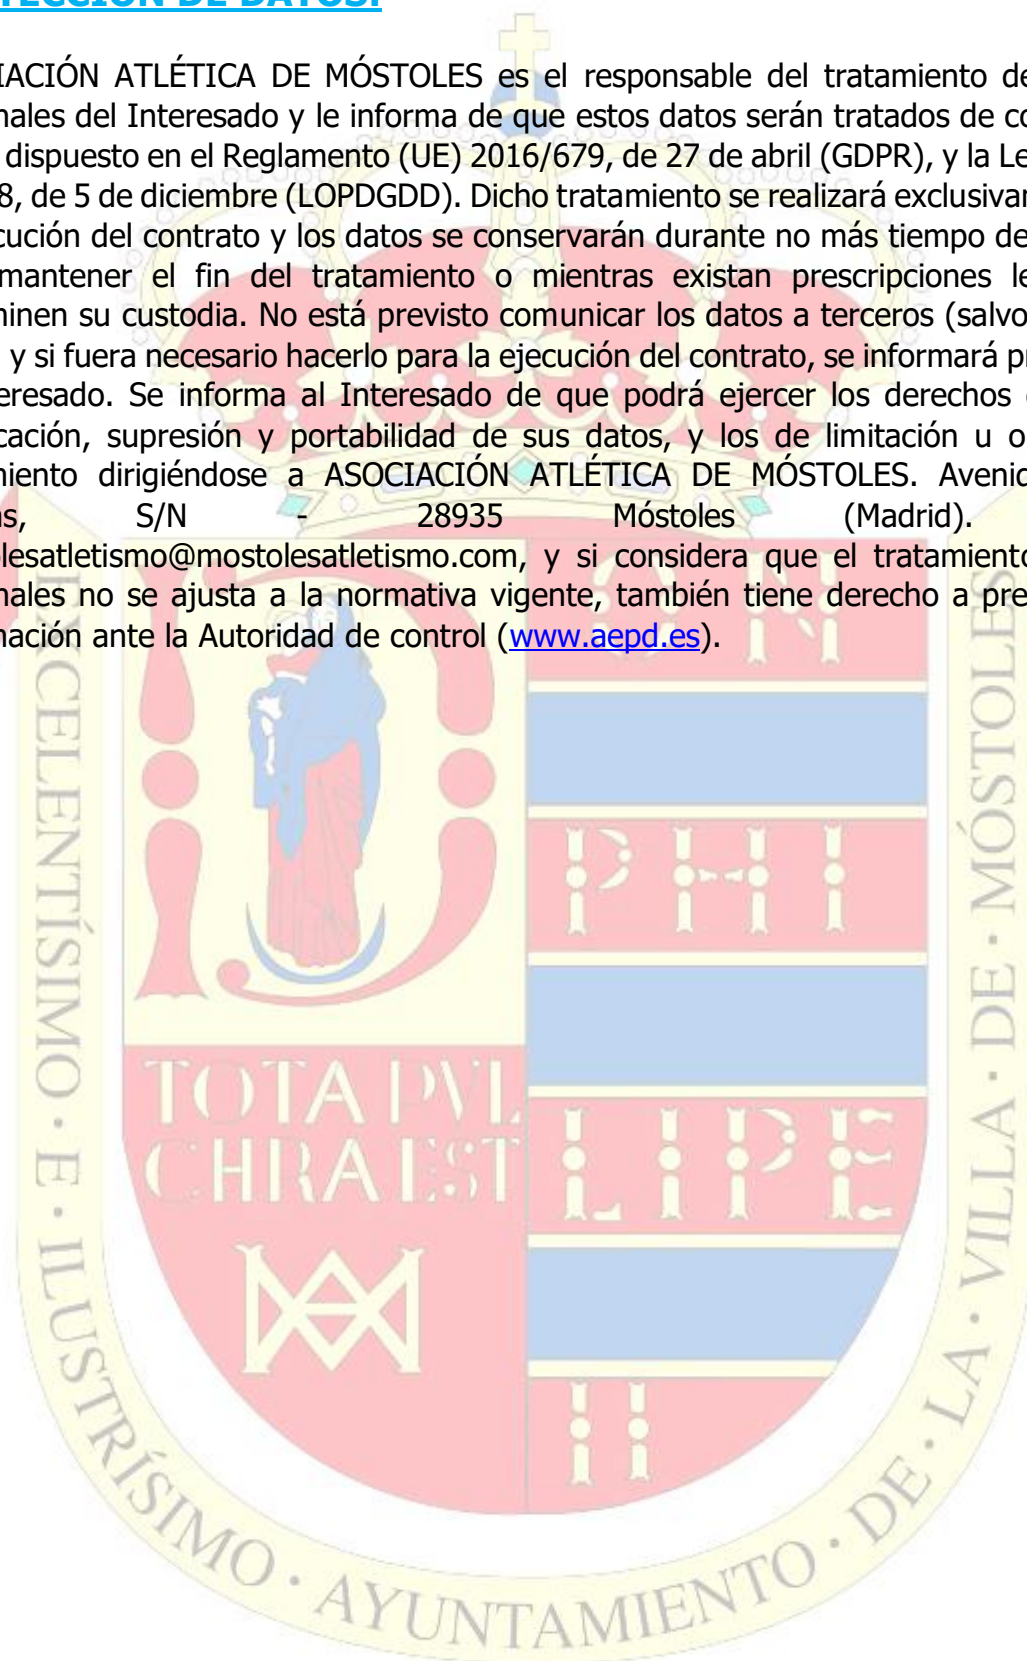 TECCIÓN DE DATOS:
IACIÓN ATLÉTICA DE MÓSTOLES es el responsable del tratamiento de
nales del Interesado y le informa de que estos datos serán tratados de co
dispuesto en el Reglamento (UE) 2016/679, de 27 de abril (GDPR), y la Le
8, de 5 de diciembre (LOPDGDD). Dicho tratamiento se realizará exclusivar
cución del contrato y los datos se conservarán durante no más tiempo de
mantener el fin del tratamiento o mientras existan prescripciones le
minen su custodia. No está previsto comunicar los datos a terceros (salvo
y si fuera necesario hacerlo para la ejecución del contrato, se informará pr
eresado. Se informa al Interesado de que podrá ejercer los derechos
cación, supresión y portabilidad de sus datos, y los de limitación u o
miento dirigiéndose a ASOCIACIÓN ATLÉTICA DE MÓSTOLES. Avenid
as, S/N - 28935 Móstoles (Madrid).
lesatletismo@mostolesatletismo.com, y si considera que el tratamiento
nales no se ajusta a la normativa vigente, también tiene derecho a pre
mación ante la Autoridad de control (www.aepd.es).
EXCELENTÍSIMO · E · ILUSTRÍSIMO · AYUNTAMIENTO · DE · LA · VILLA · DE · MÓSTOLES
TOTA PVL
CHRA EST
PHI
LIPE
II